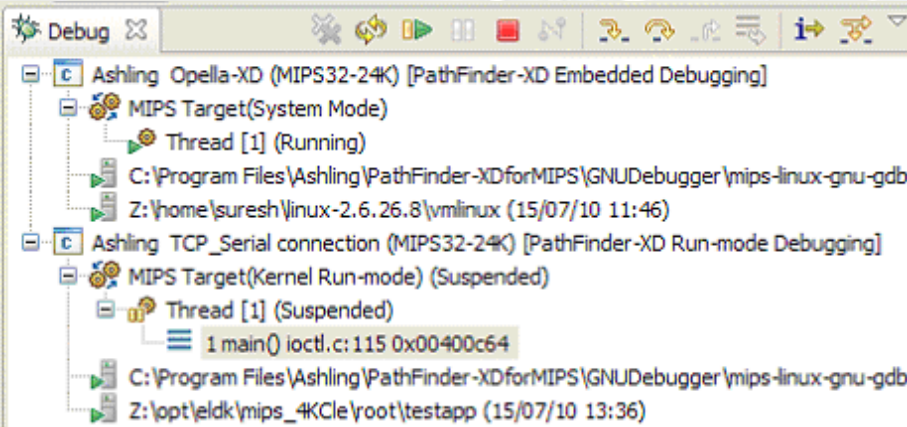 Debug
Ashling Opella-XD (MIPS32-24K) [PathFinder-XD Embedded Debugging]
MIPS Target(System Mode)
Thread [1] (Running)
C:\Program Files\Ashling\PathFinder-XDforMIPS\GNUDebugger\mips-linux-gnu-gdb
Z:\home\suresh\linux-2.6.26.8\vmlinux (15/07/10 11:46)
Ashling TCP_Serial connection (MIPS32-24K) [PathFinder-XD Run-mode Debugging]
MIPS Target(Kernel Run-mode) (Suspended)
Thread [1] (Suspended)
1 main() ioctl.c:115 0x00400c64
C:\Program Files\Ashling\PathFinder-XDforMIPS\GNUDebugger\mips-linux-gnu-gdb
Z:\opt\eldk\mips_4KCle\root\testapp (15/07/10 13:36)